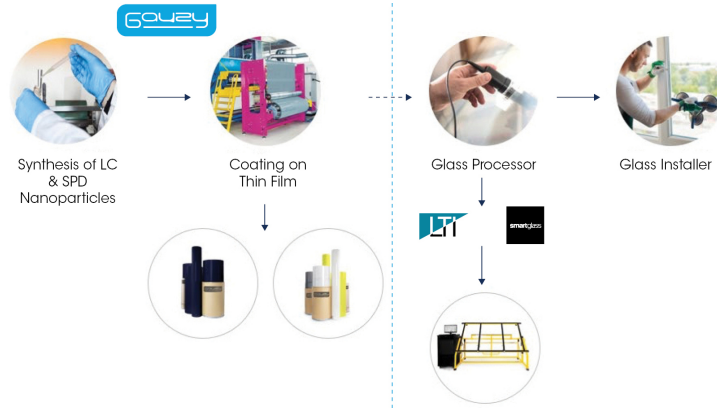 Gauzy
Synthesis of LC
& SPD
Nanoparticles
Coating on
Thin Film
Glass Processor
Glass Installer
LTI
smartglass